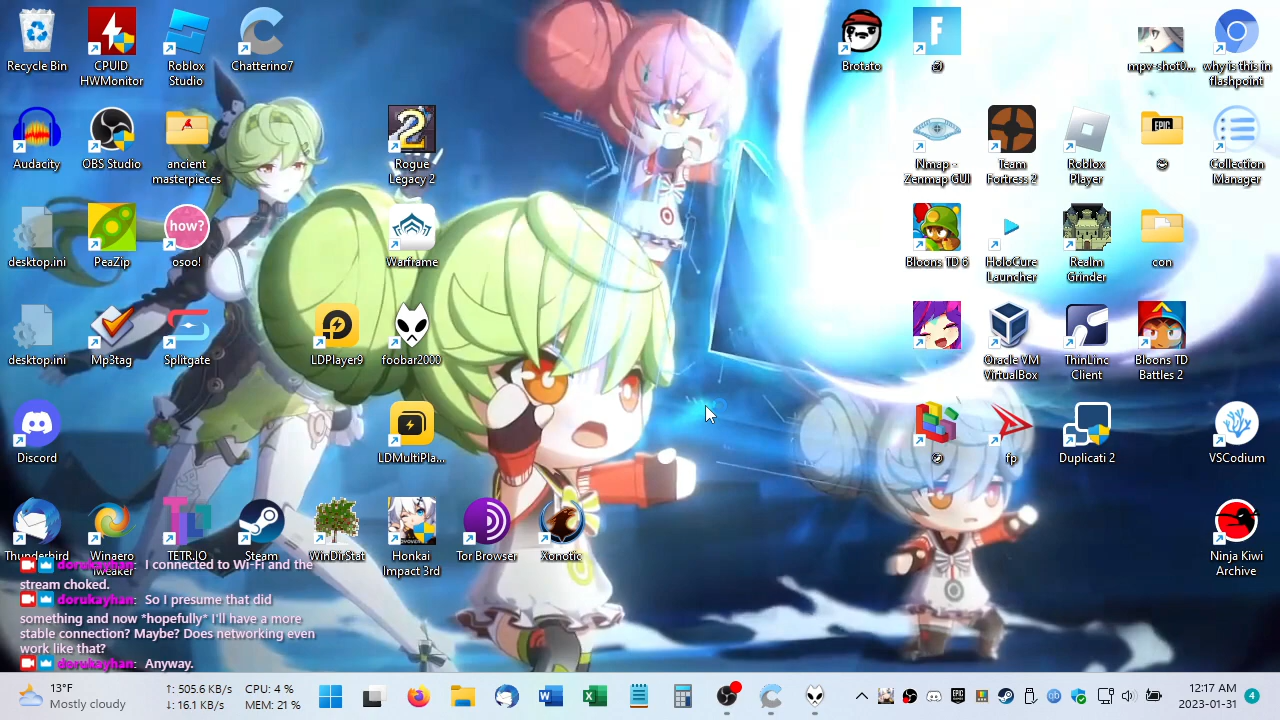 Recycle Bin
CPUID
HWMonitor
Roblox
Studio
Chatterino7
Brotato
mpv-shot0...
why is this in
flashpoint
Audacity
OBS Studio
ancient
masterpieces
Rogue
Legacy 2
Nmap -
Zenmap GUI
Team
Fortress 2
Roblox
Player
EPIC
Collection
Manager
desktop.ini
PeaZip
how?
osoo!
Warframe
Bloons TD 6
HoloCure
Launcher
Realm
Grinder
con
desktop.ini
Mp3tag
Splitgate
LDPlayer9
foobar2000
Oracle VM
VirtualBox
ThinLinc
Client
Bloons TD
Battles 2
Discord
LDMultiPla...
fp
Duplicati 2
VSCodium
Thunderbird
Winaero
Tweaker
TETR.IO
Steam
WinDirStat
Honkai
Impact 3rd
Tor Browser
Xonotic
Ninja Kiwi
Archive
dorukayhan: I connected to Wi-Fi and the
stream choked.
dorukayhan: So I presume that did
something and now *hopefully* I'll have a more
stable connection? Maybe? Does networking even
work like that?
dorukayhan: Anyway.
13°F
Mostly cloudy
CPU: 4 %
MEM: 21 %
12:17 AM
2023-01-31
4